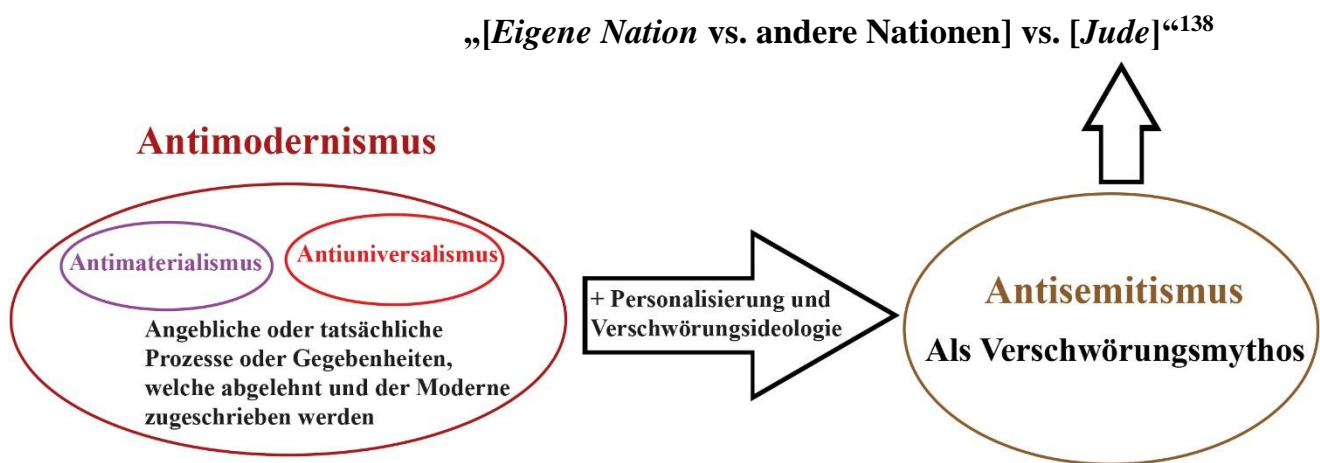 „[Eigene Nation vs. andere Nationen] vs. [Jude]“138
Antimodernismus
Antimaterialismus
Antiuniversalismus
Angebliche oder tatsächliche
Prozesse oder Gegebenheiten,
welche abgelehnt und der Moderne
zugeschrieben werden
+ Personalisierung und
Verschwörungsideologie
Antisemitismus
Als Verschwörungsmythos